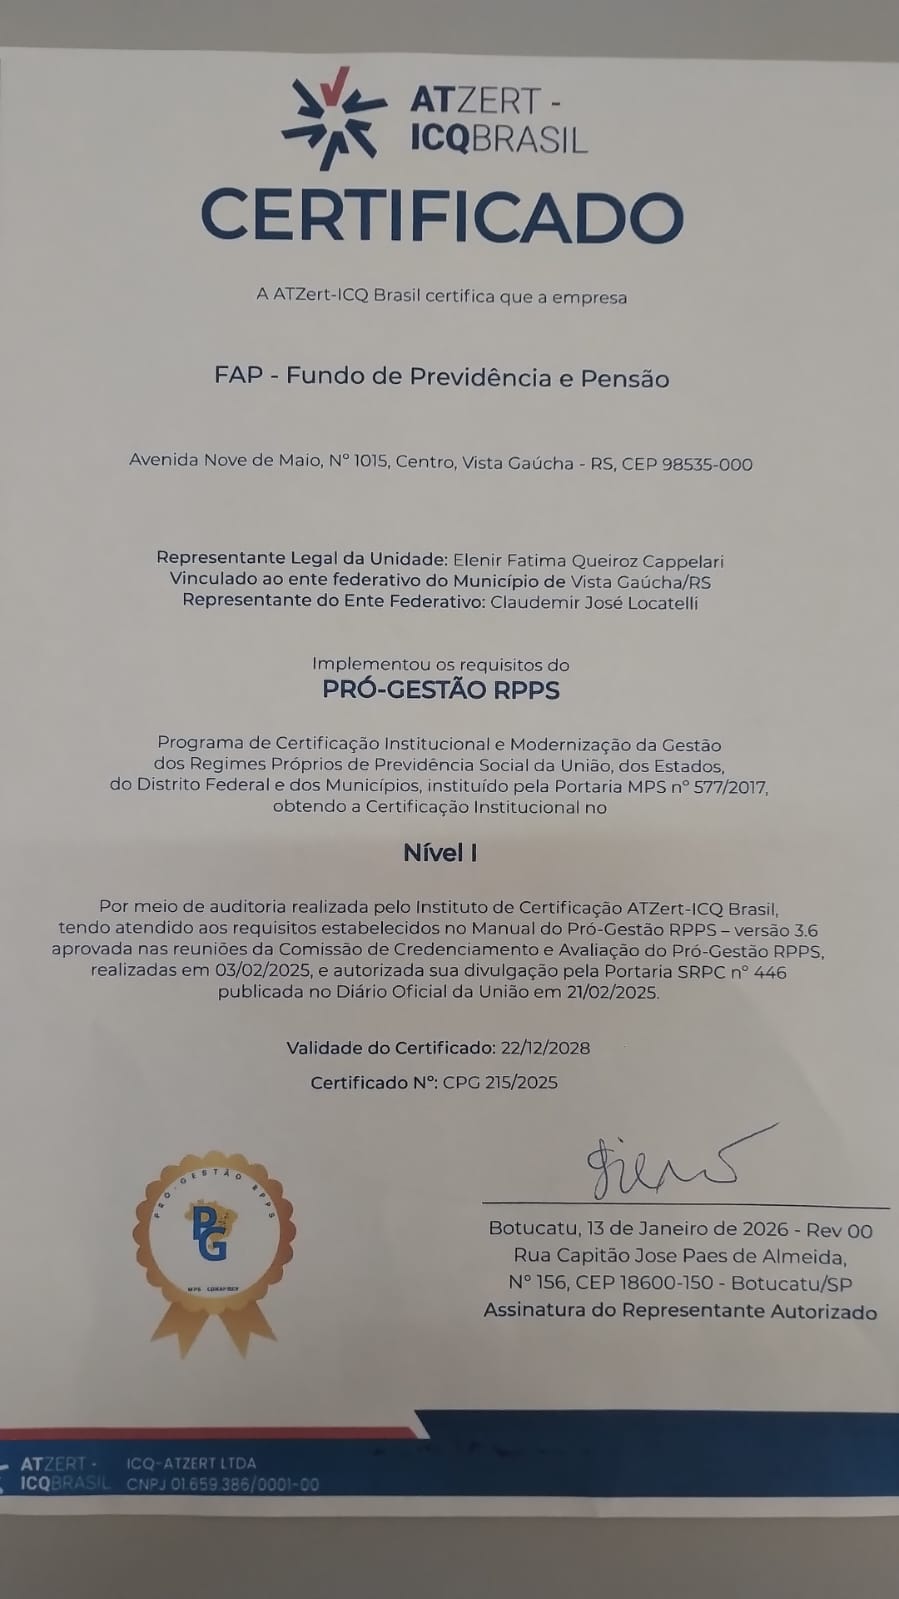 ATZERT -
ICQBRASIL
CERTIFICADO
A ATZert-ICQ Brasil certifica que a empresa
FAP - Fundo de Previdência e Pensão
Avenida Nove de Maio, Nº 1015, Centro, Vista Gaúcha - RS, CEP 98535-000
Representante Legal da Unidade: Elenir Fatima Queiroz Cappelari
Vinculado ao ente federativo do Município de Vista Gaúcha/RS
Representante do Ente Federativo: Claudemir José Locatelli
Implementou os requisitos do
PRÓ-GESTÃO RPPS
Programa de Certificação Institucional e Modernização da Gestão
dos Regimes Próprios de Previdência Social da União, dos Estados,
do Distrito Federal e dos Municípios, instituído pela Portaria MPS nº 577/2017,
obtendo a Certificação Institucional no
Nível I
Por meio de auditoria realizada pelo Instituto de Certificação ATZert-ICQ Brasil,
tendo atendido aos requisitos estabelecidos no Manual do Pró-Gestão RPPS – versão 3.6
aprovada nas reuniões da Comissão de Credenciamento e Avaliação do Pró-Gestão RPPS,
realizadas em 03/02/2025, e autorizada sua divulgação pela Portaria SRPC nº 446
publicada no Diário Oficial da União em 21/02/2025.
Validade do Certificado: 22/12/2028
Certificado Nº: CPG 215/2025
PRÓ-GESTÃO RPPS
PG
MPS CONAPREV
Botucatu, 13 de Janeiro de 2026 - Rev 00
Rua Capitão Jose Paes de Almeida,
Nº 156, CEP 18600-150 - Botucatu/SP
Assinatura do Representante Autorizado
ATZERT -
ICQBRASIL
ICQ-ATZERT LTDA
CNPJ 01.659.386/0001-00